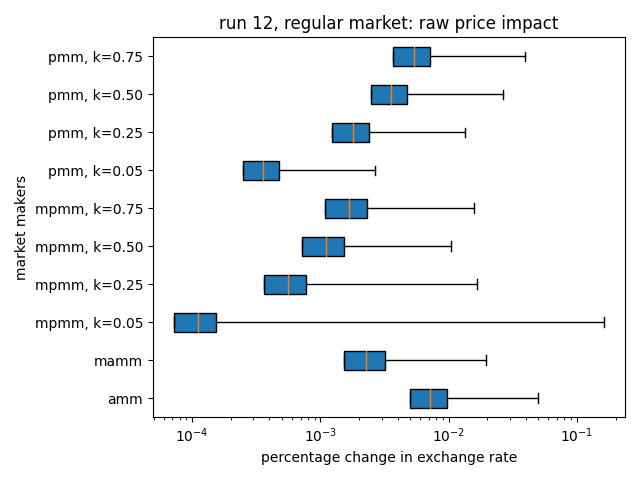 run 12, regular market: raw price impact
pmm, k=0.75
pmm, k=0.50
pmm, k=0.25
pmm, k=0.05
mpmm, k=0.75
mpmm, k=0.50
mpmm, k=0.25
mpmm, k=0.05
mamm
amm
market makers
10⁻⁴ 10⁻³ 10⁻² 10⁻¹
percentage change in exchange rate